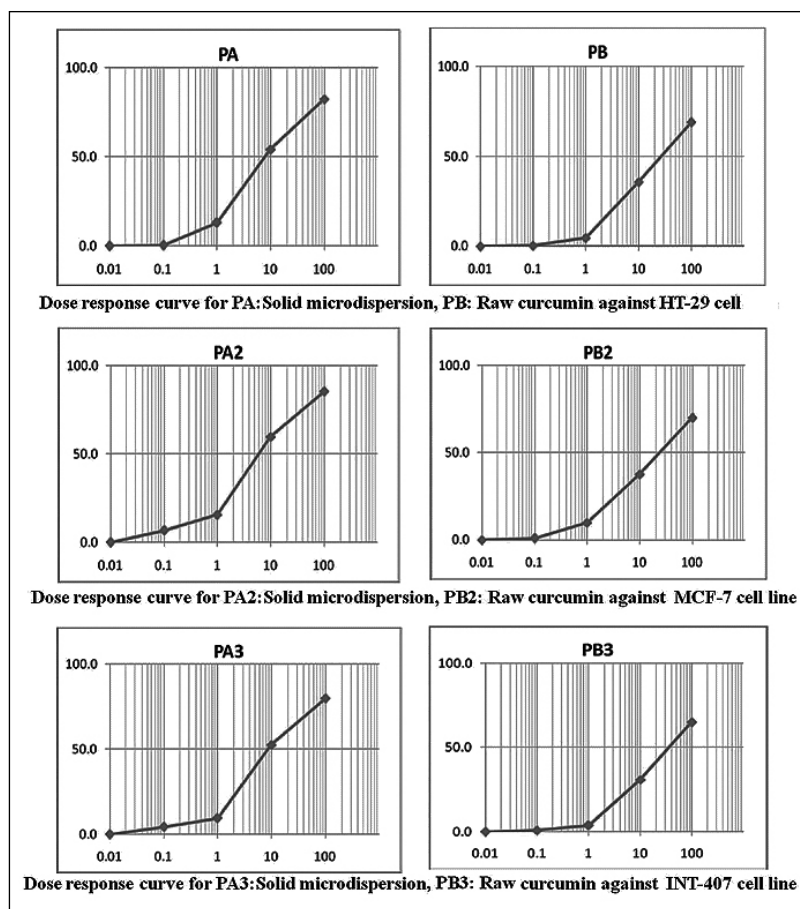 PA
100.0
50.0
0.0
0.01 0.1 1 10 100
PB
100.0
50.0
0.0
0.01 0.1 1 10 100
Dose response curve for PA:Solid microdispersion, PB: Raw curcumin against HT-29 cell
PA2
100.0
50.0
0.0
0.01 0.1 1 10 100
PB2
100.0
50.0
0.0
0.01 0.1 1 10 100
Dose response curve for PA2:Solid microdispersion, PB2: Raw curcumin against MCF-7 cell line
PA3
100.0
50.0
0.0
0.01 0.1 1 10 100
PB3
100.0
50.0
0.0
0.01 0.1 1 10 100
Dose response curve for PA3:Solid microdispersion, PB3: Raw curcumin against INT-407 cell line